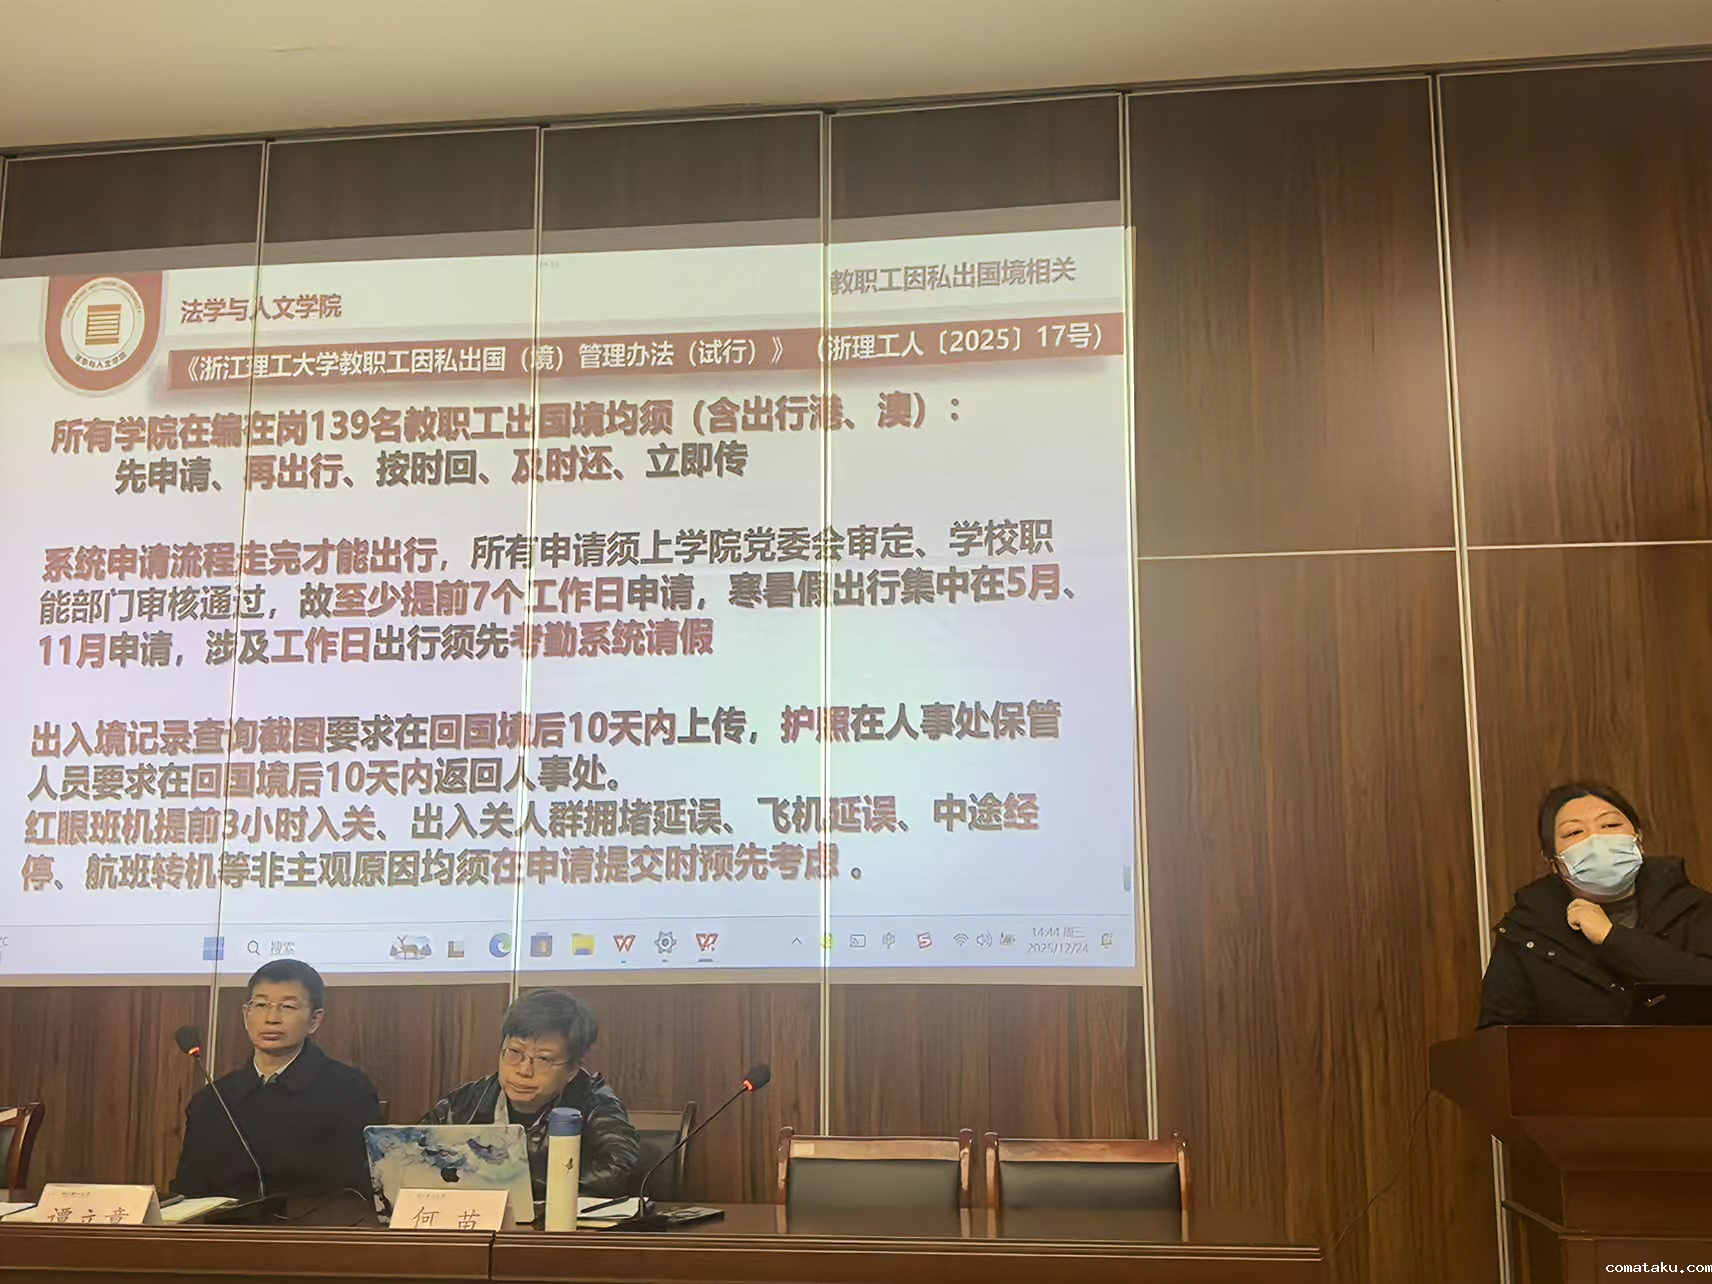 教职工因私出国境相关
法学与人文学院
《浙江理工大学教职工因私出国（境）管理办法（试行）》（浙理工人〔2025〕17号）
所有学院在编在岗139名教职工出国境均须（含出行港、澳）：
先申请、再出行、按时回、及时还、立即传
系统申请流程走完才能出行，所有申请须上学院党委会审定、学校职
能部门审核通过，故至少提前7个工作日申请，寒暑假出行集中在5月、
11月申请，涉及工作日出行须先考勤系统请假
出入境记录查询截图要求在回国境后10天内上传，护照在人事处保管
人员要求在回国境后10天内返回人事处。
红眼班机提前3小时入关、出入关人群拥堵延误、飞机延误、中途经
停、航班转机等非主观原因均须在申请提交时预先考虑。
搜索
14:44 周三
2025/12/24
谭立章
何苗
comataku.com